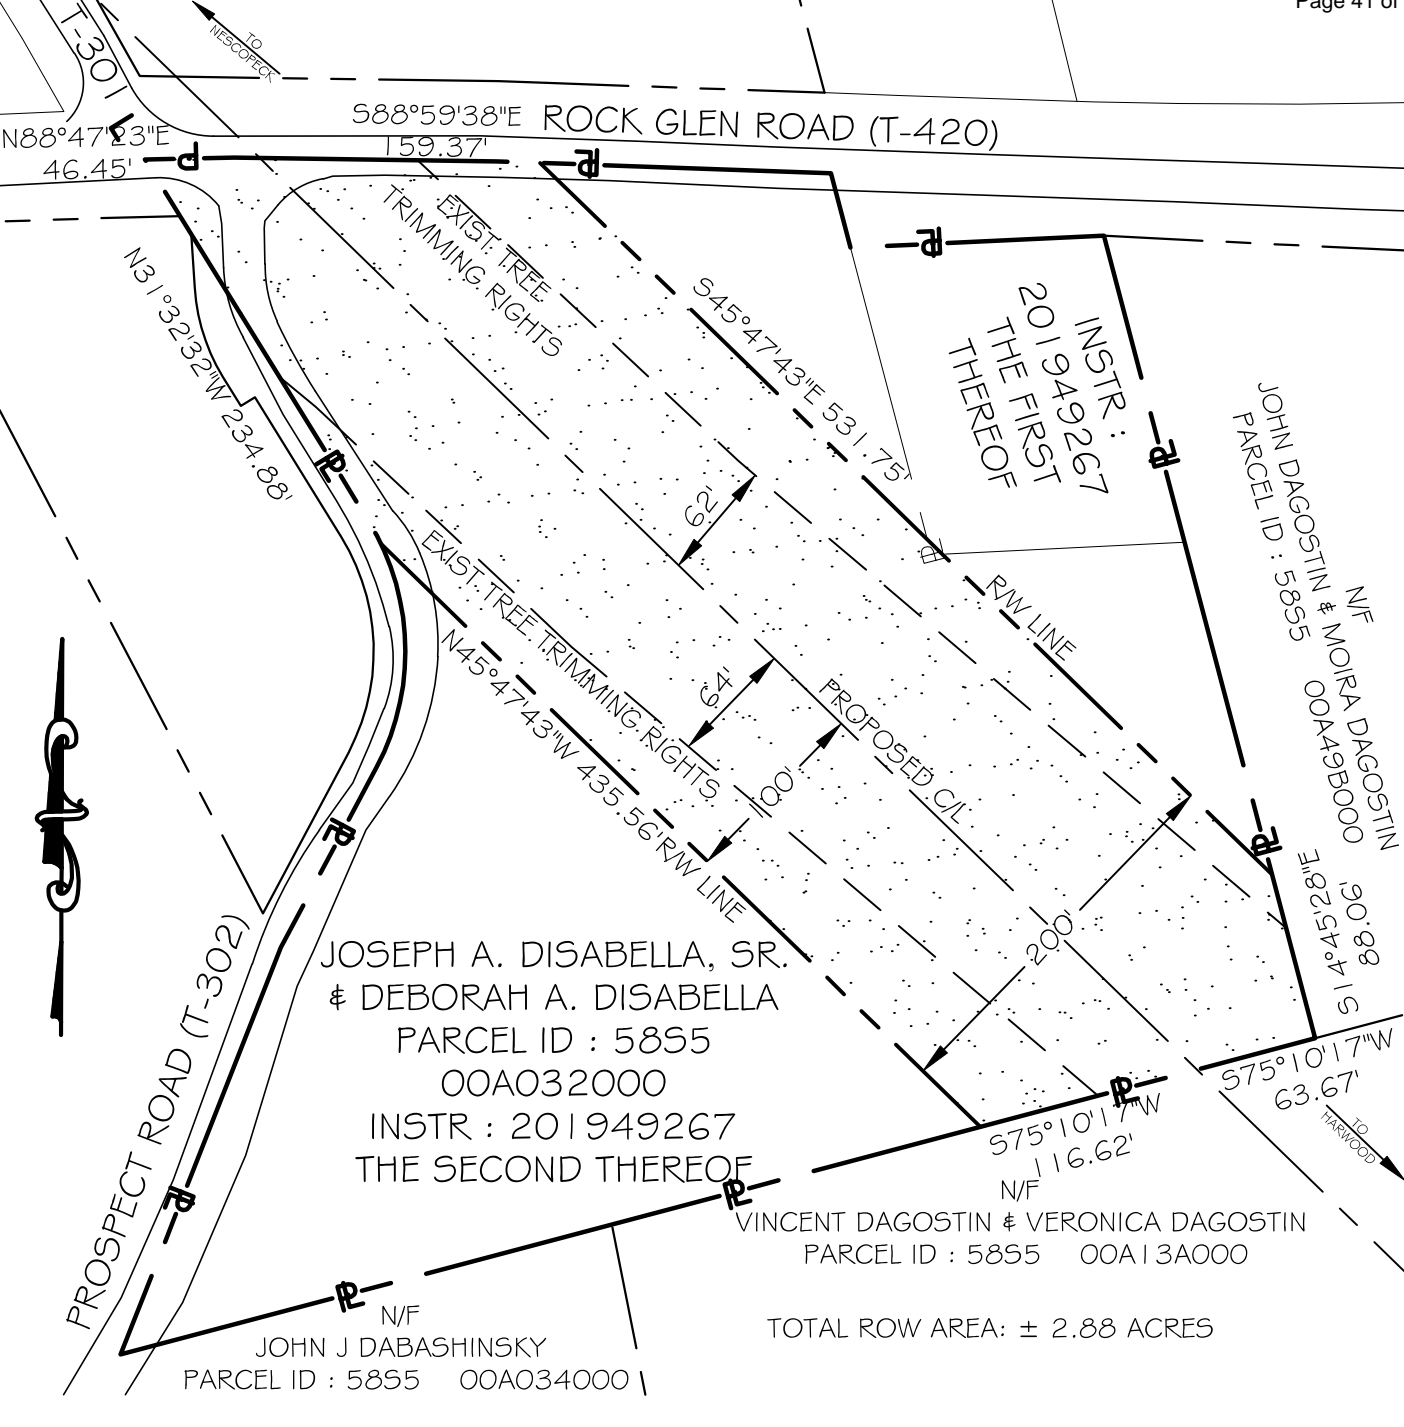 Page 41 of
T-301
TO
NESCOPECK
S88°59'38"E
159.37'
ROCK GLEN ROAD (T-420)
N88°47'23"E
46.45'
EXIST. TREE
TRIMMING RIGHTS
N31°32'32"W 234.88'
S45°47'43"E 531.75'
INSTR :
201949267
THE FIRST
THEREOF
N/F
JOHN DAGOSTIN & MOIRA DAGOSTIN
PARCEL ID : 58S5 00A49B000
62'
R/W LINE
EXIST. TREE TRIMMING RIGHTS
64'
PROPOSED C/L
N45°47'43"W 435.56'
R/W LINE
100'
200'
S14°45'28"E
88.06'
PROSPECT ROAD (T-302)
JOSEPH A. DISABELLA, SR.
& DEBORAH A. DISABELLA
PARCEL ID : 58S5
00A032000
INSTR : 201949267
THE SECOND THEREOF
S75°10'17"W
63.67'
TO
HARWOOD
S75°10'17"W
116.62'
N/F
VINCENT DAGOSTIN & VERONICA DAGOSTIN
PARCEL ID : 58S5 00A13A000
N/F
JOHN J DABASHINSKY
PARCEL ID : 58S5 00A034000
TOTAL ROW AREA: ± 2.88 ACRES